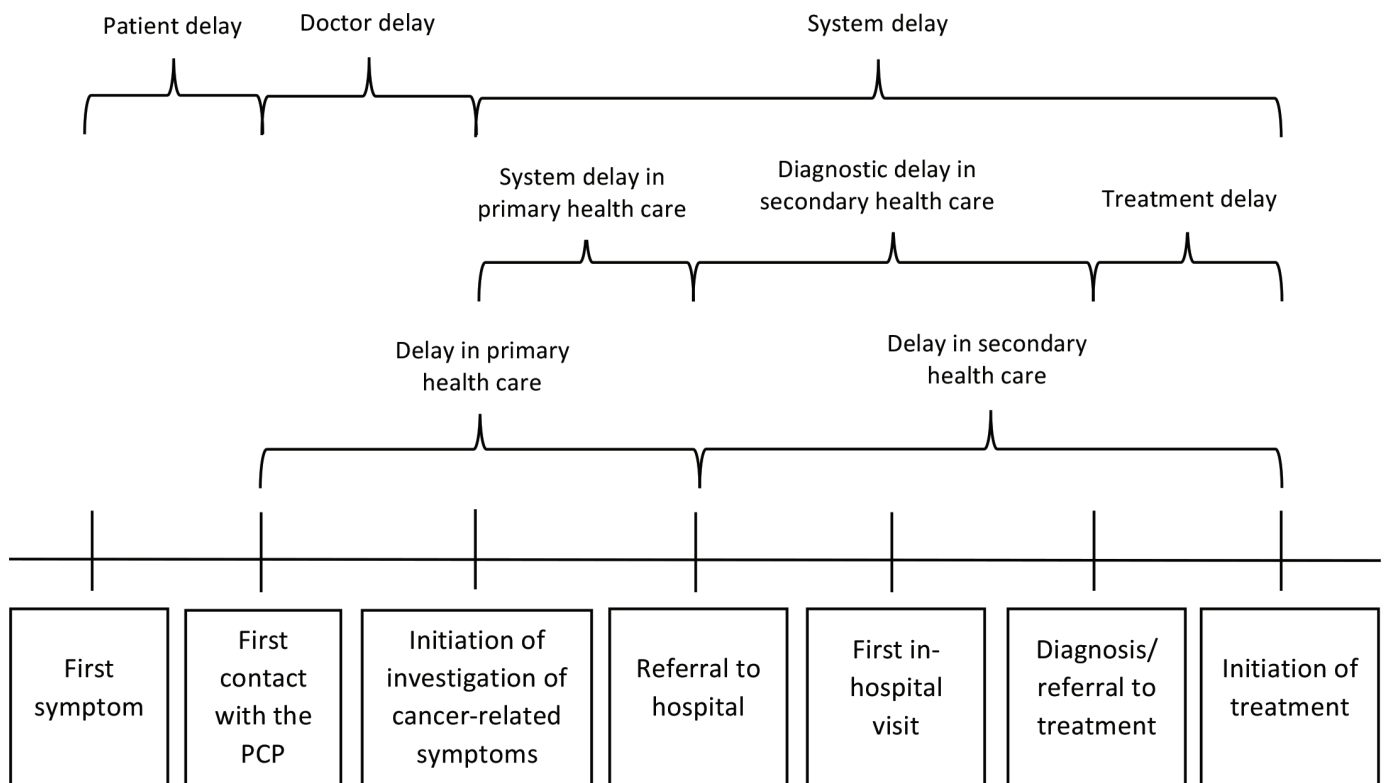 Patient delay
Doctor delay
System delay
System delay in
primary health care
Diagnostic delay in
secondary health care
Treatment delay
Delay in primary
health care
Delay in secondary
health care
First
symptom
First
contact
with the
PCP
Initiation of
investigation of
cancer-related
symptoms
Referral to
hospital
First in-
hospital
visit
Diagnosis/
referral to
treatment
Initiation of
treatment